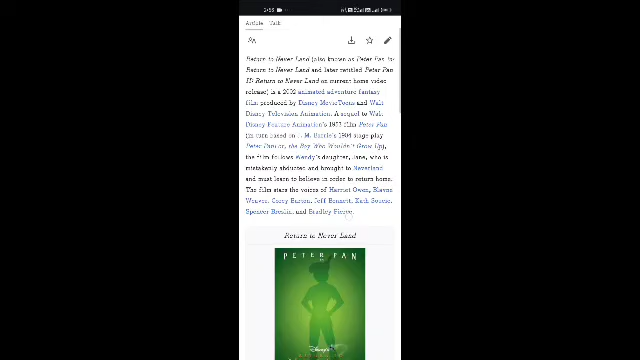 Article Talk
Return to Never Land (also known as Peter Pan in:
Return to Never Land and later retitled Peter Pan
II: Return to Never Land on current home video
release) is a 2002 animated adventure fantasy
film produced by Disney MovieToons and Walt
Disney Television Animation. A sequel to Walt
Disney Feature Animation's 1953 film Peter Pan
(in turn based on J. M. Barrie's 1904 stage play
Peter Pan; or, the Boy Who Wouldn't Grow Up),
the film follows Wendy's daughter, Jane, who is
mistakenly abducted and brought to Neverland
and must learn to believe in order to return home.
The film stars the voices of Harriet Owen, Blayne
Weaver, Corey Burton, Jeff Bennett,
Spencer Breslin, and Bradley Pierce.
Return to Never Land
PETER PAN
Disney's